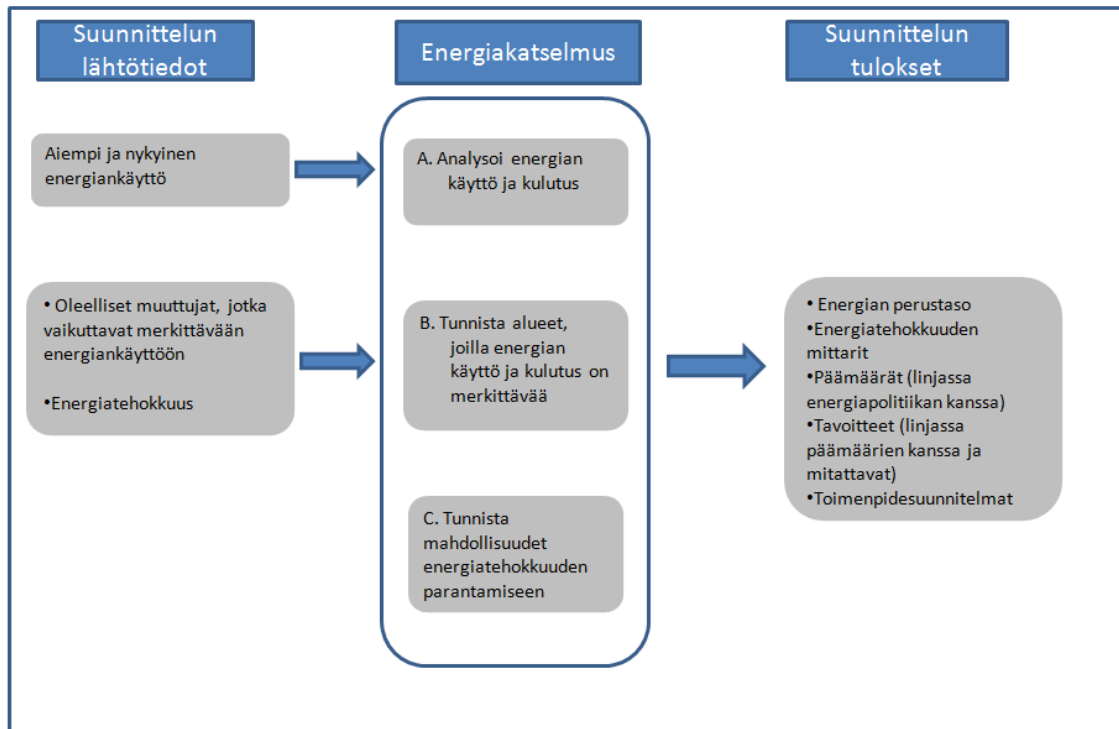 Suunnittelun
lähtötiedot
Energiakatselmus
Suunnittelun
tulokset
Aiempi ja nykyinen
energiankäyttö
• Oleelliset muuttujat, jotka
vaikuttavat merkittävään
energiankäyttöön
•Energiatehokkuus
A. Analysoi energian
käyttö ja kulutus
B. Tunnista alueet,
joilla energian
käyttö ja kulutus on
merkittävää
C. Tunnista
mahdollisuudet
energiatehokkuuden
parantamiseen
• Energian perustaso
•Energiatehokkuuden
mittarit
•Päämäärät (linjassa
energiapolitiikan kanssa)
•Tavoitteet (linjassa
päämäärien kanssa ja
mitattavat)
•Toimenpidesuunnitelmat